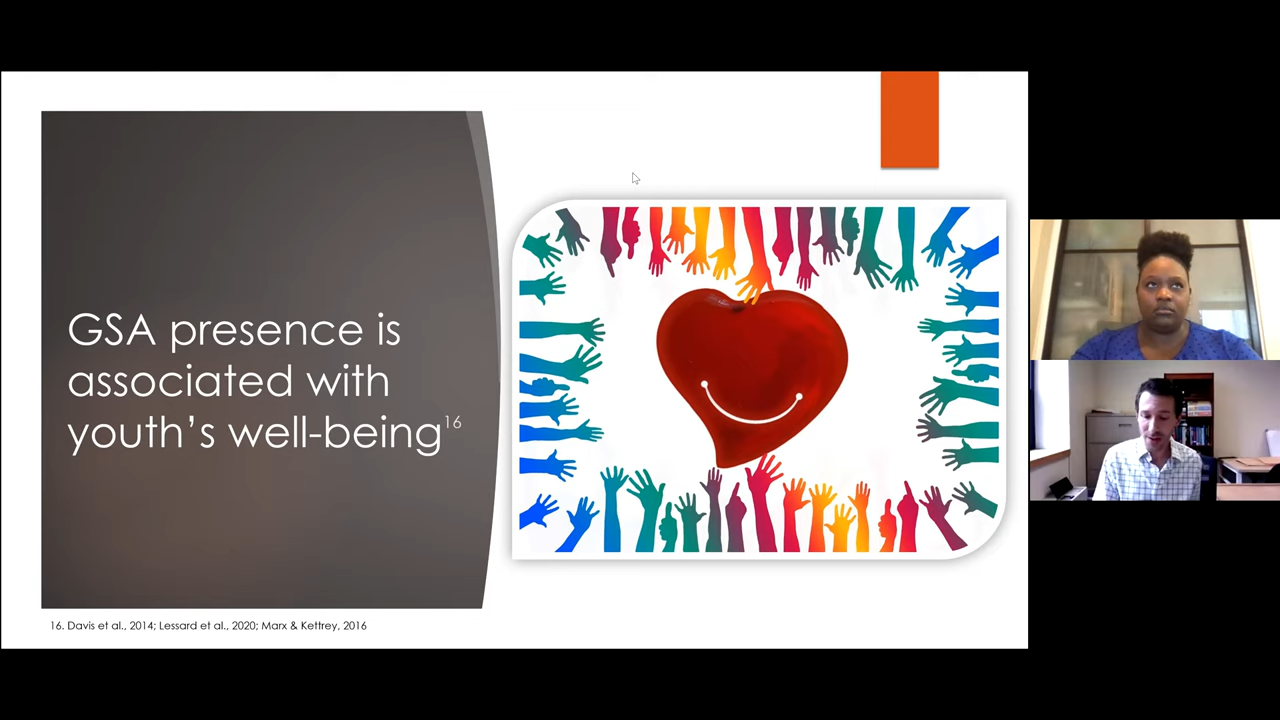 GSA presence is
associated with
youth’s well-being16
16. Davis et al., 2014; Lessard et al., 2020; Marx & Kettrey, 2016